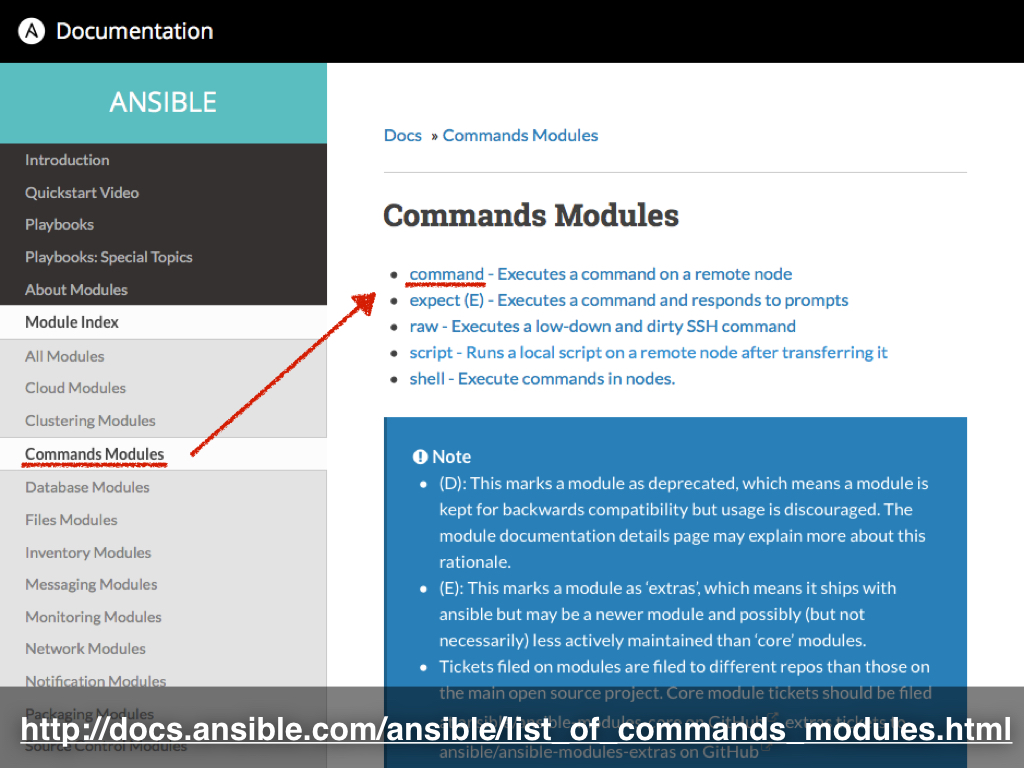 Documentation
ANSIBLE
Introduction
Quickstart Video
Playbooks
Playbooks: Special Topics
About Modules
Module Index
All Modules
Cloud Modules
Clustering Modules
Commands Modules
Database Modules
Files Modules
Inventory Modules
Messaging Modules
Monitoring Modules
Network Modules
Notification Modules
Packaging Modules
Source Control Modules
Docs » Commands Modules
Commands Modules
• command - Executes a command on a remote node
• expect (E) - Executes a command and responds to prompts
• raw - Executes a low-down and dirty SSH command
• script - Runs a local script on a remote node after transferring it
• shell - Execute commands in nodes.
Note
• (D): This marks a module as deprecated, which means a module is
kept for backwards compatibility but usage is discouraged. The
module documentation details page may explain more about this
rationale.
• (E): This marks a module as ‘extras’, which means it ships with
ansible but may be a newer module and possibly (but not
necessarily) less actively maintained than ‘core’ modules.
• Tickets filed on modules are filed to different repos than those on
the main open source project. Core module tickets should be filed
at ansible/ansible-modules-core on GitHub, extras tickets to
ansible/ansible-modules-extras on GitHub
http://docs.ansible.com/ansible/list_of_commands_modules.html